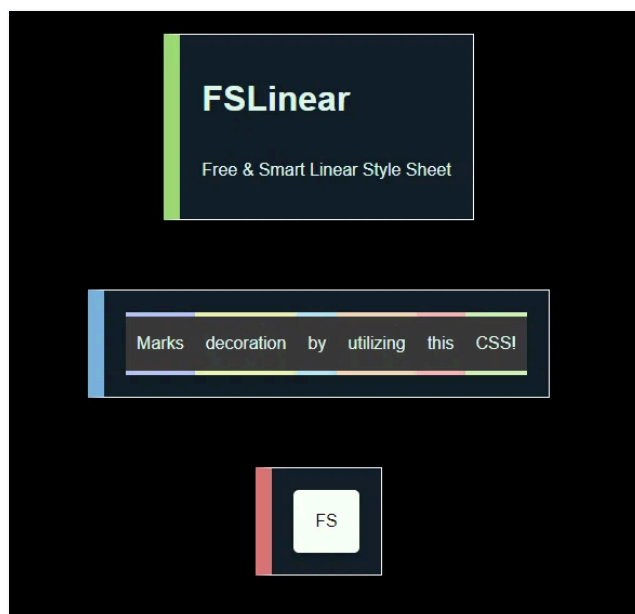 FSLinear
Free & Smart Linear Style Sheet
Marks decoration by utilizing this CSS!
FS